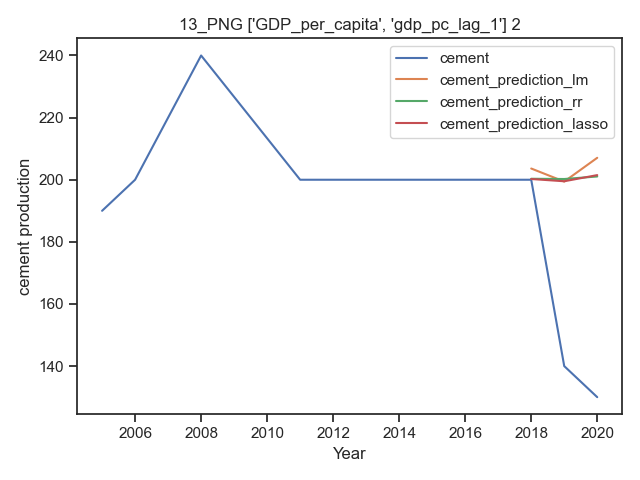 13_PNG ['GDP_per_capita', 'gdp_pc_lag_1'] 2
cement
cement_prediction_lm
cement_prediction_rr
cement_prediction_lasso
cement production
240
220
200
180
160
140
2006 2008 2010 2012 2014 2016 2018 2020
Year